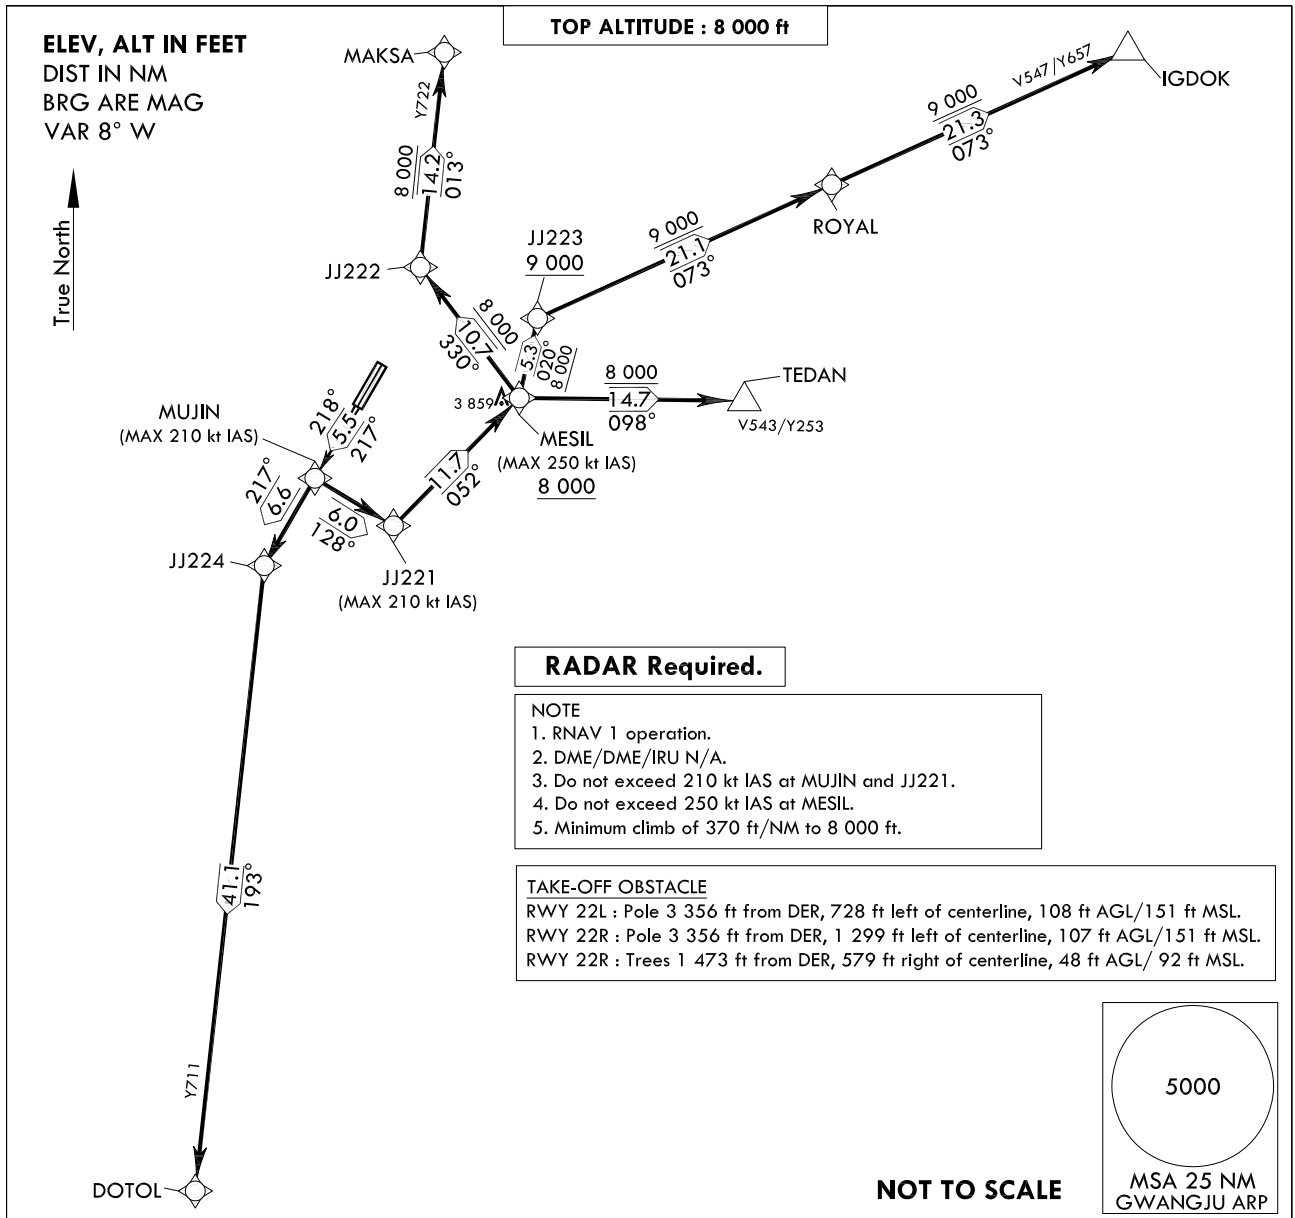 TOP ALTITUDE : 8 000 ft
ELEV, ALT IN FEET
DIST IN NM
BRG ARE MAG
VAR 8° W
True North
MAKSA
Y722
8 000
14.2
013°
JJ222
V547/Y657
IGDOK
9 000
21.3
073°
ROYAL
9 000
21.1
073°
JJ223
9 000
8 000
10.7
330°
5.3
020°
8 000
8 000
14.7
098°
TEDAN
V543/Y253
3 859
MESIL
(MAX 250 kt IAS)
8 000
MUJIN
(MAX 210 kt IAS)
218°
5.5
217°
11.7
052°
217°
6.6
6.0
128°
JJ224
JJ221
(MAX 210 kt IAS)
RADAR Required.
NOTE
1. RNAV 1 operation.
2. DME/DME/IRU N/A.
3. Do not exceed 210 kt IAS at MUJIN and JJ221.
4. Do not exceed 250 kt IAS at MESIL.
5. Minimum climb of 370 ft/NM to 8 000 ft.
41.1
193°
TAKE-OFF OBSTACLE
RWY 22L : Pole 3 356 ft from DER, 728 ft left of centerline, 108 ft AGL/151 ft MSL.
RWY 22R : Pole 3 356 ft from DER, 1 299 ft left of centerline, 107 ft AGL/151 ft MSL.
RWY 22R : Trees 1 473 ft from DER, 579 ft right of centerline, 48 ft AGL/ 92 ft MSL.
Y711
DOTOL
NOT TO SCALE
5000
MSA 25 NM
GWANGJU ARP